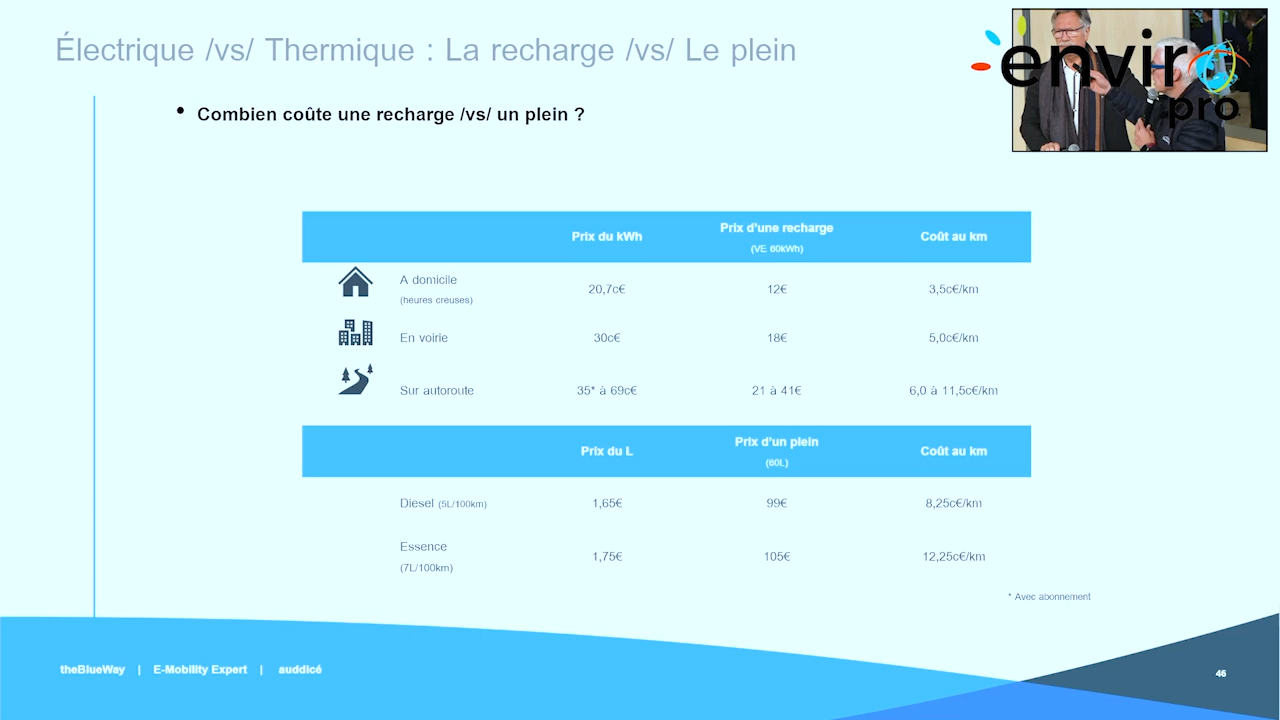 Électrique /vs/ Thermique : La recharge /vs/ Le plein
enviro
pro
• Combien coûte une recharge /vs/ un plein ?
Prix du kWh Prix d'une recharge Coût au km
(VE 60kWh)
A domicile
(heures creuses) 20,7c€ 12€ 3,5c€/km
En voirie 30c€ 18€ 5,0c€/km
Sur autoroute 35* à 69c€ 21 à 41€ 6,0 à 11,5c€/km
Prix du L Prix d'un plein Coût au km
(60L)
Diesel (5L/100km) 1,65€ 99€ 8,25c€/km
Essence
(7L/100km) 1,75€ 105€ 12,25c€/km
* Avec abonnement
theBlueWay | E-Mobility Expert | auddicé
46